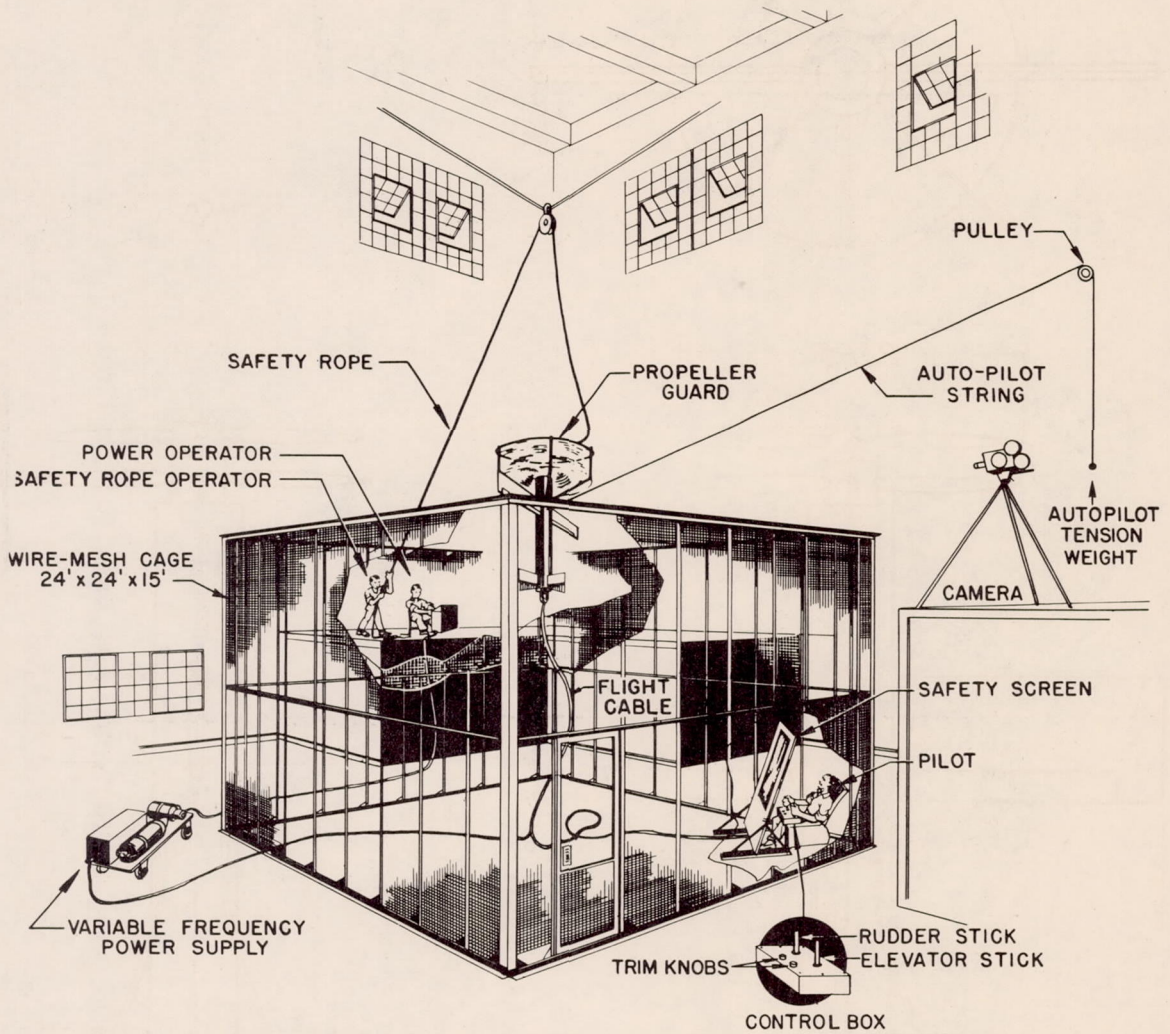 PULLEY
SAFETY ROPE
PROPELLER
GUARD
AUTO-PILOT
STRING
POWER OPERATOR
SAFETY ROPE OPERATOR
AUTOPILOT
TENSION
WEIGHT
WIRE-MESH CAGE
24' x 24' x 15'
CAMERA
FLIGHT
CABLE
SAFETY SCREEN
PILOT
VARIABLE FREQUENCY
POWER SUPPLY
RUDDER STICK
ELEVATOR STICK
TRIM KNOBS
CONTROL BOX